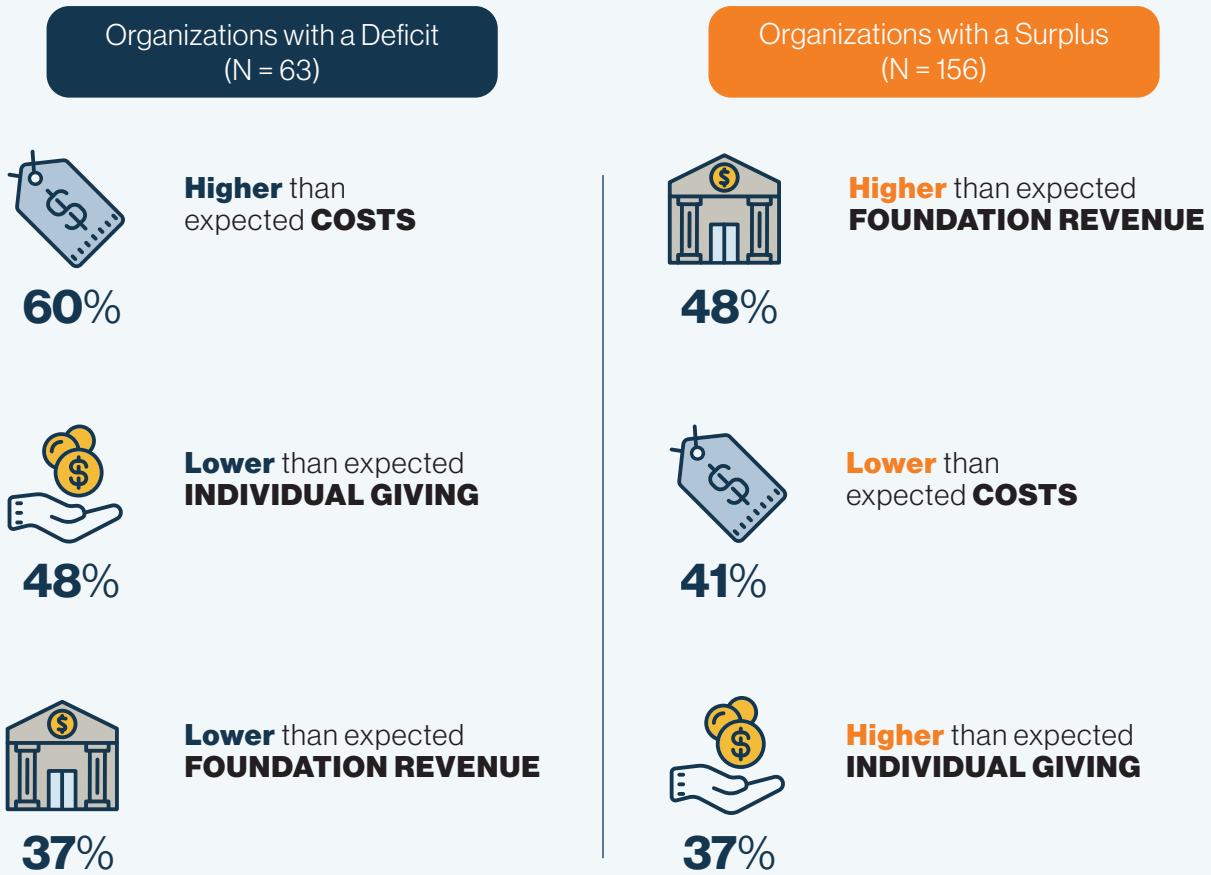 Organizations with a Deficit
(N = 63)
Higher than
expected COSTS
60%
Lower than expected
INDIVIDUAL GIVING
48%
Lower than expected
FOUNDATION REVENUE
37%
Organizations with a Surplus
(N = 156)
Higher than expected
FOUNDATION REVENUE
48%
Lower than
expected COSTS
41%
Higher than expected
INDIVIDUAL GIVING
37%